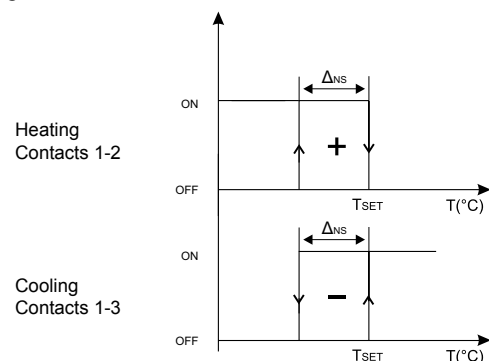 ΔNS
ON
Heating
Contacts 1-2
+
OFF
TSET
T(°C)
ΔNS
ON
Cooling
Contacts 1-3
−
OFF
TSET
T(°C)